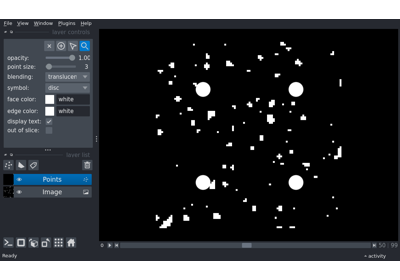 File View Window Plugins Help
layer controls
opacity: 1.00
point size: 3
blending: translucen
symbol: disc
face color: white
edge color: white
display text: ✓
out of slice:
layer list
Points
Image
0 50 99
Ready activity